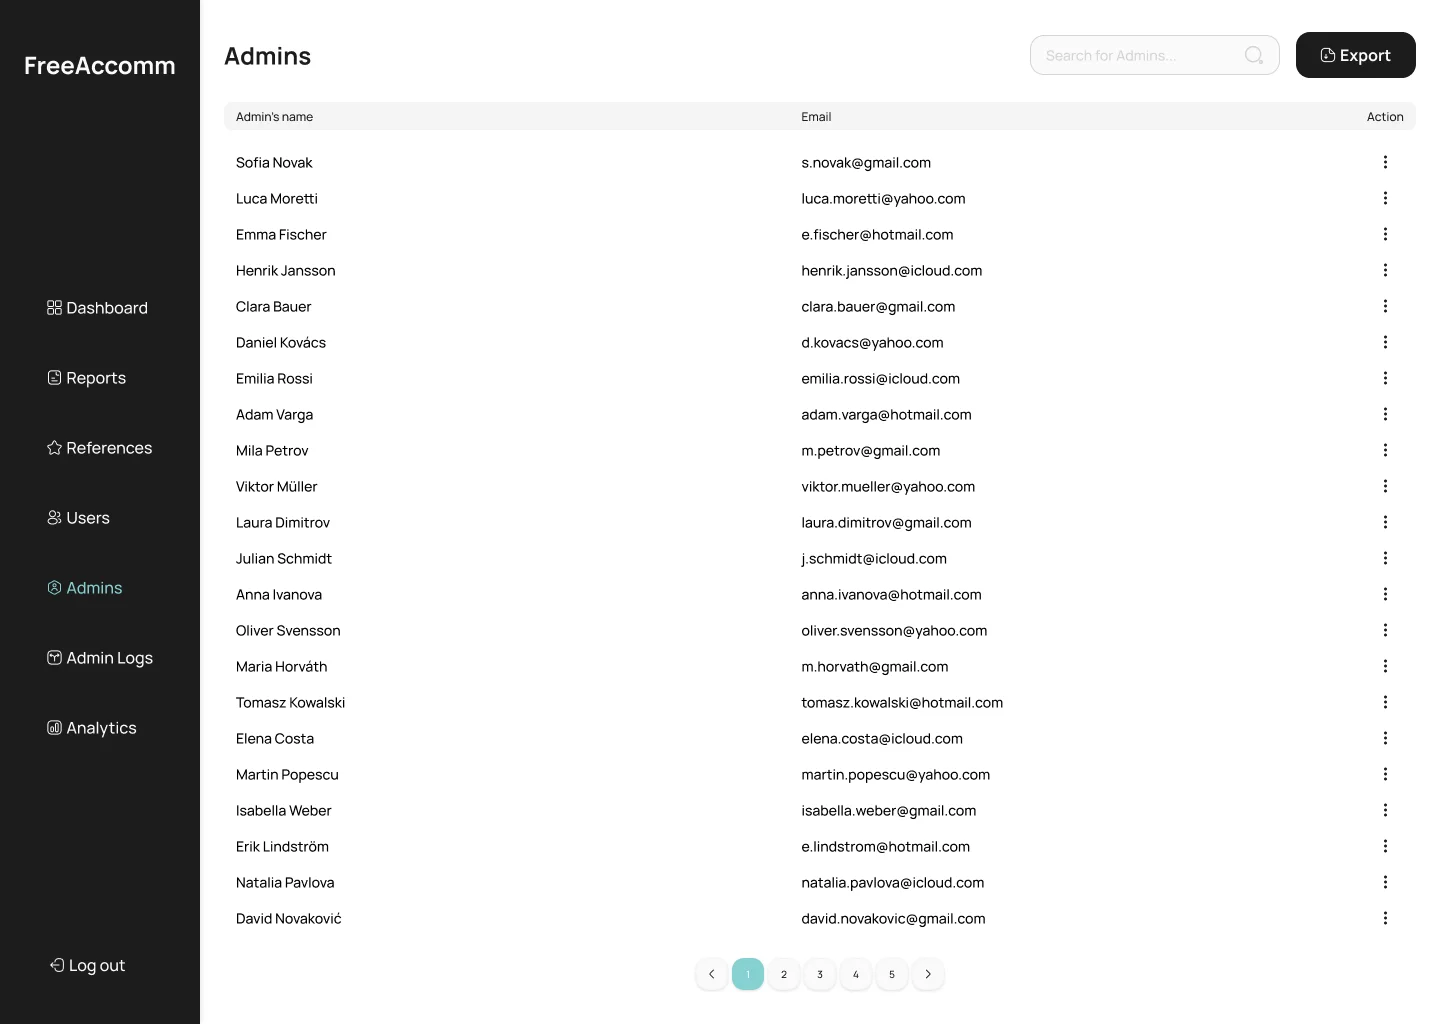 FreeAccomm
Dashboard
Reports
References
Users
Admins
Admin Logs
Analytics
Log out
Admins
Search for Admins...
Export
Admin's name Email Action
Sofia Novak s.novak@gmail.com
Luca Moretti luca.moretti@yahoo.com
Emma Fischer e.fischer@hotmail.com
Henrik Jansson henrik.jansson@icloud.com
Clara Bauer clara.bauer@gmail.com
Daniel Kovács d.kovacs@yahoo.com
Emilia Rossi emilia.rossi@icloud.com
Adam Varga adam.varga@hotmail.com
Mila Petrov m.petrov@gmail.com
Viktor Müller viktor.mueller@yahoo.com
Laura Dimitrov laura.dimitrov@gmail.com
Julian Schmidt j.schmidt@icloud.com
Anna Ivanova anna.ivanova@hotmail.com
Oliver Svensson oliver.svensson@yahoo.com
Maria Horváth m.horvath@gmail.com
Tomasz Kowalski tomasz.kowalski@hotmail.com
Elena Costa elena.costa@icloud.com
Martin Popescu martin.popescu@yahoo.com
Isabella Weber isabella.weber@gmail.com
Erik Lindström e.lindstrom@hotmail.com
Natalia Pavlova natalia.pavlova@icloud.com
David Novaković david.novakovic@gmail.com
1 2 3 4 5